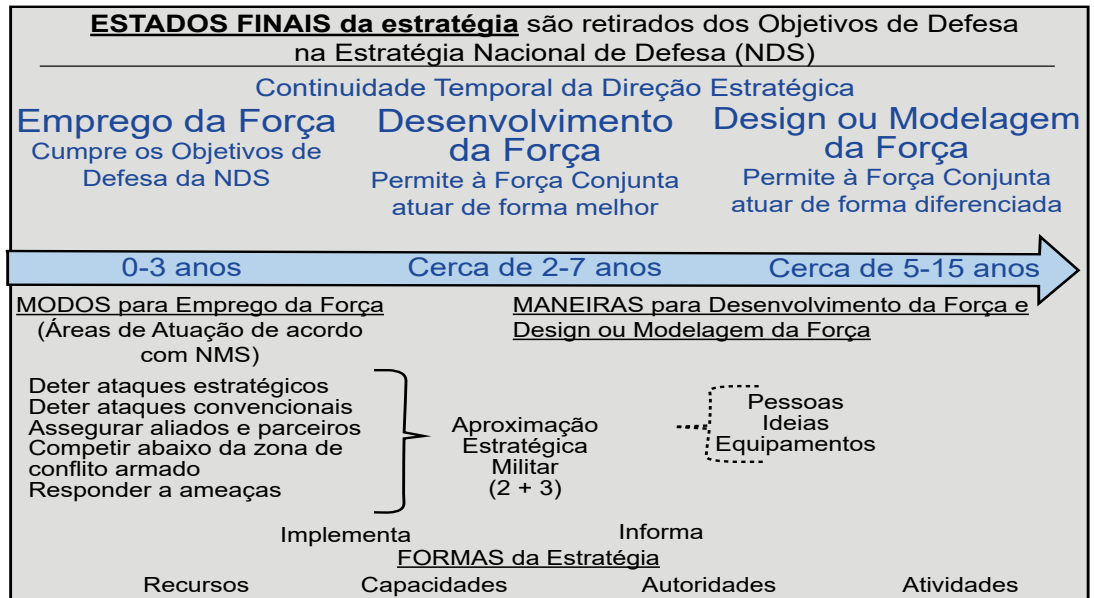 ESTADOS FINAIS da estratégia são retirados dos Objetivos de Defesa
na Estratégia Nacional de Defesa (NDS)
Continuidade Temporal da Direção Estratégica
Emprego da Força
Cumpre os Objetivos de
Defesa da NDS
Desenvolvimento
da Força
Permite à Força Conjunta
atuar de forma melhor
Design ou Modelagem
da Força
Permite à Força Conjunta
atuar de forma diferenciada
0-3 anos
Cerca de 2-7 anos
Cerca de 5-15 anos
MODOS para Emprego da Força
(Áreas de Atuação de acordo
com NMS)
MANEIRAS para Desenvolvimento da Força e
Design ou Modelagem da Força
Deter ataques estratégicos
Deter ataques convencionais
Assegurar aliados e parceiros
Competir abaixo da zona de
conflito armado
Responder a ameaças
Aproximação
Estratégica
Militar
(2 + 3)
Pessoas
Ideias
Equipamentos
Implementa
Informa
FORMAS da Estratégia
Recursos
Capacidades
Autoridades
Atividades